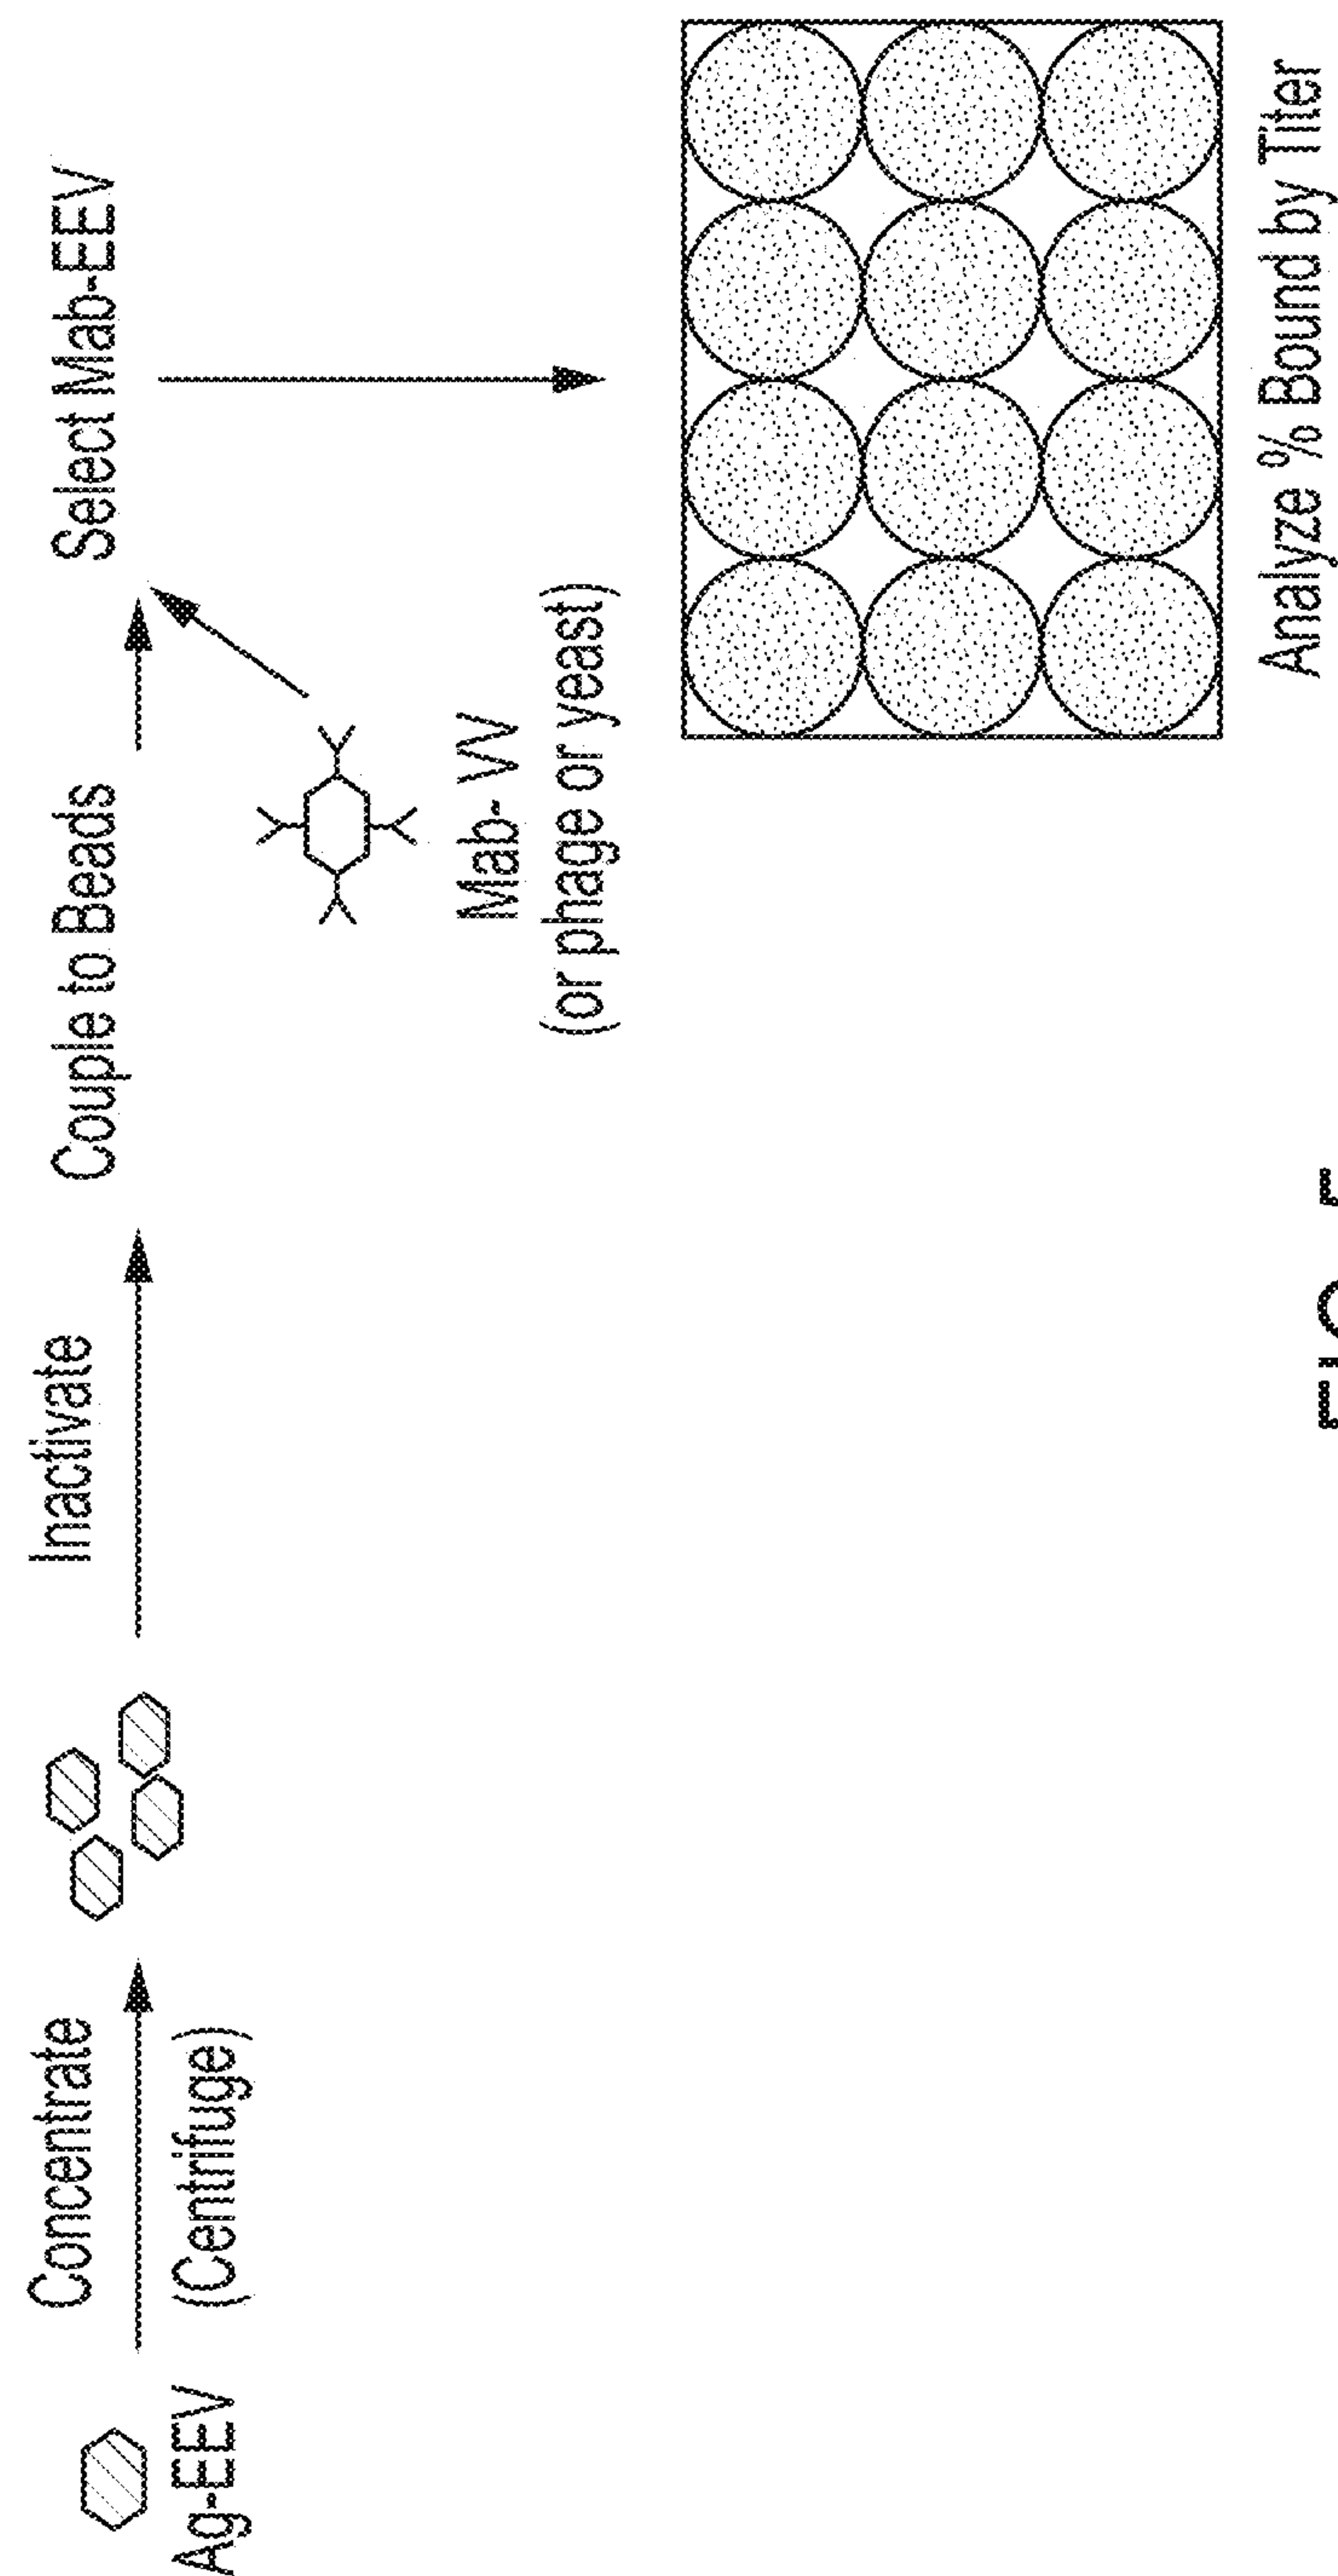 Ag-EEV
Concentrate
(Centrifuge)
Inactivate
Couple to Beads
Mab- VV
(or phage or yeast)
Select Mab-EEV
Analyze % Bound by Titer